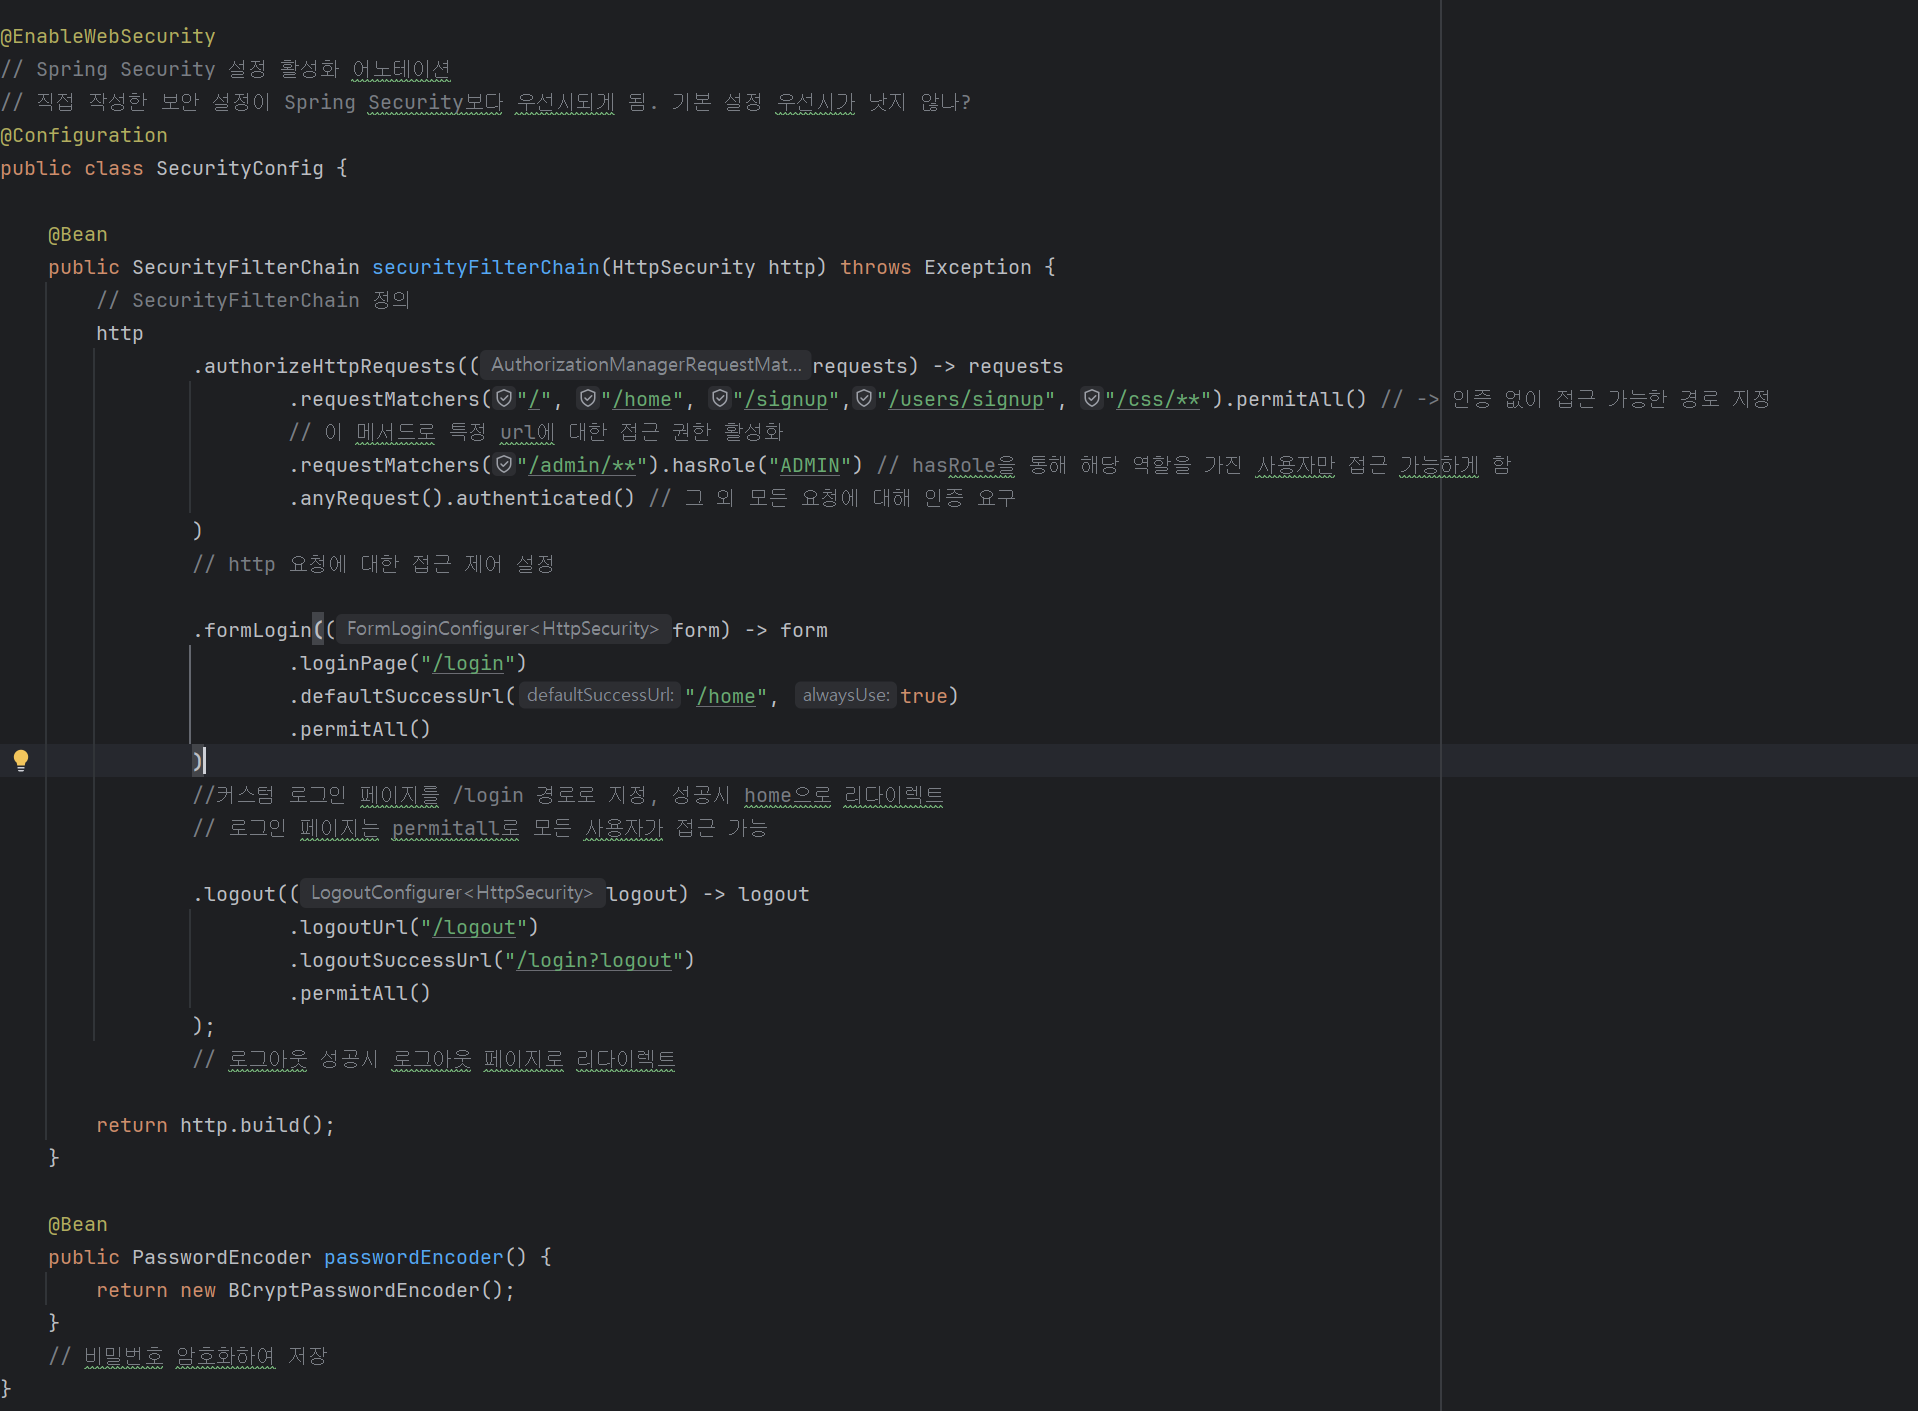 @EnableWebSecurity
// Spring Security 설정 활성화 어노테이션
// 직접 작성한 보안 설정이 Spring Security보다 우선시되게 됨. 기본 설정 우선시가 낫지 않나?
@Configuration
public class SecurityConfig {
@Bean
public SecurityFilterChain securityFilterChain(HttpSecurity http) throws Exception {
// SecurityFilterChain 정의
http
.authorizeHttpRequests(( AuthorizationManagerRequestMat... requests) -> requests
.requestMatchers("/", "/home", "/signup","/users/signup", "/css/**").permitAll() // -> 인증 없이 접근 가능한 경로 지정
// 이 메서드로 특정 url에 대한 접근 권한 활성화
.requestMatchers("/admin/**").hasRole("ADMIN") // hasRole을 통해 해당 역할을 가진 사용자만 접근 가능하게 함
.anyRequest().authenticated() // 그 외 모든 요청에 대해 인증 요구
)
// http 요청에 대한 접근 제어 설정
.formLogin(( FormLoginConfigurer<HttpSecurity> form) -> form
.loginPage("/login")
.defaultSuccessUrl( defaultSuccessUrl: "/home", alwaysUse: true)
.permitAll()
)
//커스텀 로그인 페이지를 /login 경로로 지정, 성공시 home으로 리다이렉트
// 로그인 페이지는 permitall로 모든 사용자가 접근 가능
.logout(( LogoutConfigurer<HttpSecurity> logout) -> logout
.logoutUrl("/logout")
.logoutSuccessUrl("/login?logout")
.permitAll()
);
// 로그아웃 성공시 로그아웃 페이지로 리다이렉트
return http.build();
}
@Bean
public PasswordEncoder passwordEncoder() {
return new BCryptPasswordEncoder();
}
// 비밀번호 암호화하여 저장
}